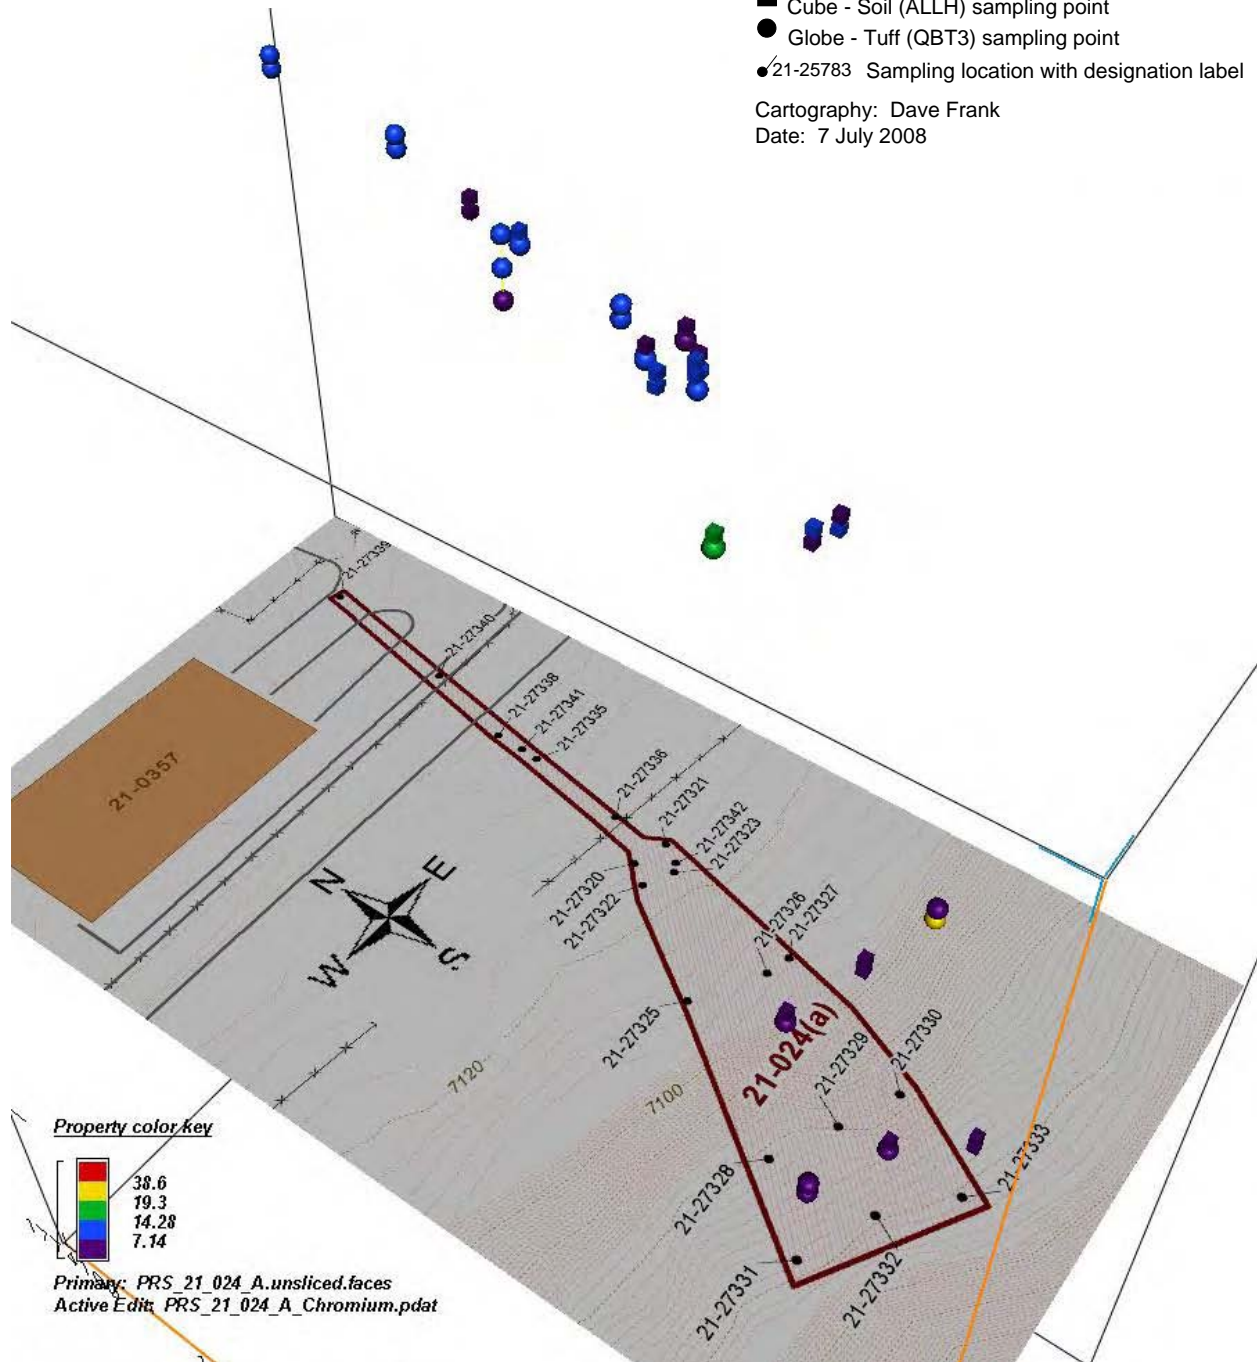 Cube - Soil (ALLH) sampling point
Globe - Tuff (QBT3) sampling point
21-25783 Sampling location with designation label
Cartography: Dave Frank
Date: 7 July 2008
21-27339
21-27340
21-27338
21-27341
21-27335
21-0357
21-27336
21-27321
21-27342
21-27323
N
E
W
S
21-27320
21-27322
21-27326
21-27327
21-27325
21-024(a)
21-27329
21-27330
7120
7100
21-27328
21-27333
21-27331
21-27332
Property color key
38.6
19.3
14.28
7.14
Primary: PRS_21_024_A.unsliced.faces
Active Edit: PRS_21_024_A_Chromium.pdat